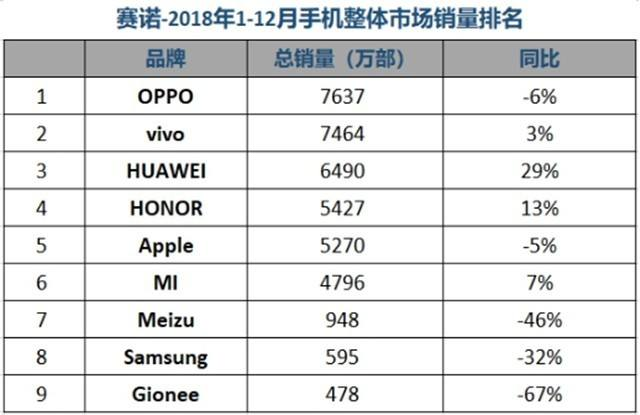 赛诺-2018年1-12月手机整体市场销量排名
品牌 总销量（万部） 同比
1 OPPO 7637 -6%
2 vivo 7464 3%
3 HUAWEI 6490 29%
4 HONOR 5427 13%
5 Apple 5270 -5%
6 MI 4796 7%
7 Meizu 948 -46%
8 Samsung 595 -32%
9 Gionee 478 -67%